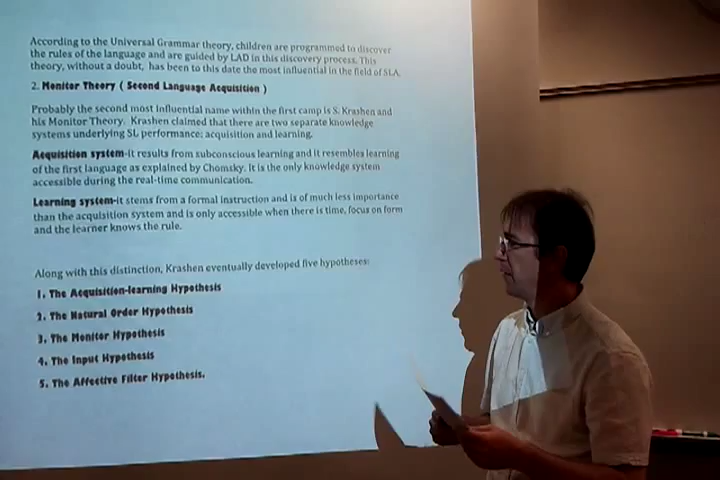 According to the Universal Grammar theory, children are programmed to discover
the rules of the language and are guided by LAD in this discovery process. This
theory, without a doubt, has been to this date the most influential in the field of SLA.
2. Monitor Theory ( Second Language Acquisition )
Probably the second most influential name within the first camp is S. Krashen and
his Monitor Theory. Krashen claimed that there are two separate knowledge
systems underlying SL performance: acquisition and learning.
Acquisition system-it results from subconscious learning and it resembles learning
of the first language as explained by Chomsky. It is the only knowledge system
accessible during the real-time communication.
Learning system-it stems from a formal instruction and is of much less importance
than the acquisition system and is only accessible when there is time, focus on form
and the learner knows the rule.
Along with this distinction, Krashen eventually developed five hypotheses:
1. The Acquisition-learning Hypothesis
2. The Natural Order Hypothesis
3. The Monitor Hypothesis
4. The Input Hypothesis
5. The Affective Filter Hypothesis.